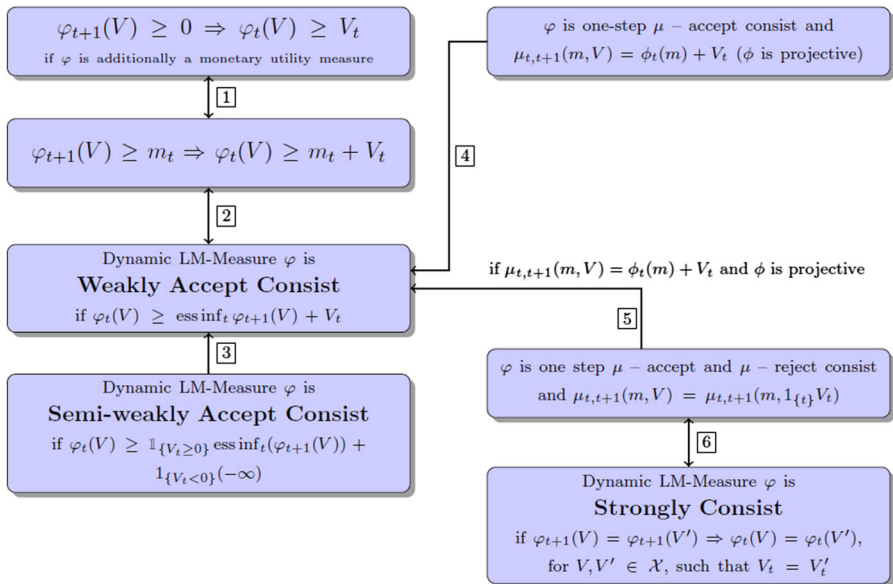 φ_{t+1}(V) ≥ 0 ⇒ φ_t(V) ≥ V_t
if φ is additionally a monetary utility measure
1
φ_{t+1}(V) ≥ m_t ⇒ φ_t(V) ≥ m_t + V_t
2
Dynamic LM-Measure φ is
Weakly Accept Consist
if φ_t(V) ≥ ess inf_t φ_{t+1}(V) + V_t
3
Dynamic LM-Measure φ is
Semi-weakly Accept Consist
if φ_t(V) ≥ 𝟙_{{V_t≥0}} ess inf_t(φ_{t+1}(V)) +
1_{{V_t<0}}(−∞)
φ is one-step μ – accept consist and
μ_{t,t+1}(m, V) = ϕ_t(m) + V_t (ϕ is projective)
4
if μ_{t,t+1}(m, V) = ϕ_t(m) + V_t and ϕ is projective
5
φ is one step μ – accept and μ – reject consist
and μ_{t,t+1}(m, V) = μ_{t,t+1}(m, 1_{{t}}V_t)
6
Dynamic LM-Measure φ is
Strongly Consist
if φ_{t+1}(V) = φ_{t+1}(V′) ⇒ φ_t(V) = φ_t(V′),
for V, V′ ∈ 𝒳, such that V_t = V′_t